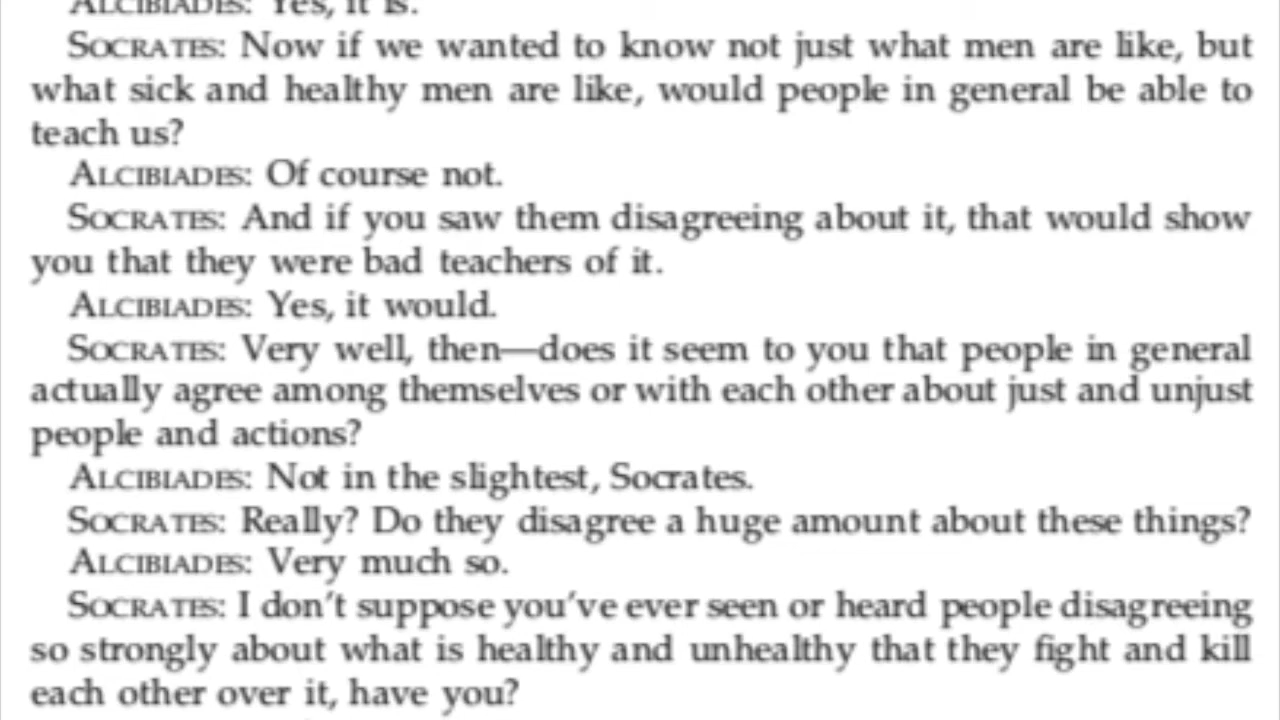 ALCIBIADES: Yes, it is.
SOCRATES: Now if we wanted to know not just what men are like, but
what sick and healthy men are like, would people in general be able to
teach us?
ALCIBIADES: Of course not.
SOCRATES: And if you saw them disagreeing about it, that would show
you that they were bad teachers of it.
ALCIBIADES: Yes, it would.
SOCRATES: Very well, then—does it seem to you that people in general
actually agree among themselves or with each other about just and unjust
people and actions?
ALCIBIADES: Not in the slightest, Socrates.
SOCRATES: Really? Do they disagree a huge amount about these things?
ALCIBIADES: Very much so.
SOCRATES: I don't suppose you've ever seen or heard people disagreeing
so strongly about what is healthy and unhealthy that they fight and kill
each other over it, have you?